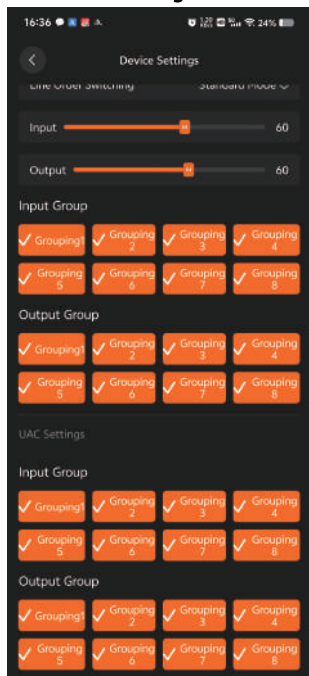 16:36 24%
Device Settings
Line Order Switching Standard Mode
Input 60
Output 60
Input Group
Grouping1 Grouping 2 Grouping 3 Grouping 4
Grouping 5 Grouping 6 Grouping 7 Grouping 8
Output Group
Grouping1 Grouping 2 Grouping 3 Grouping 4
Grouping 5 Grouping 6 Grouping 7 Grouping 8
UAC Settings
Input Group
Grouping1 Grouping 2 Grouping 3 Grouping 4
Grouping 5 Grouping 6 Grouping 7 Grouping 8
Output Group
Grouping1 Grouping 2 Grouping 3 Grouping 4
Grouping 5 Grouping 6 Grouping 7 Grouping 8